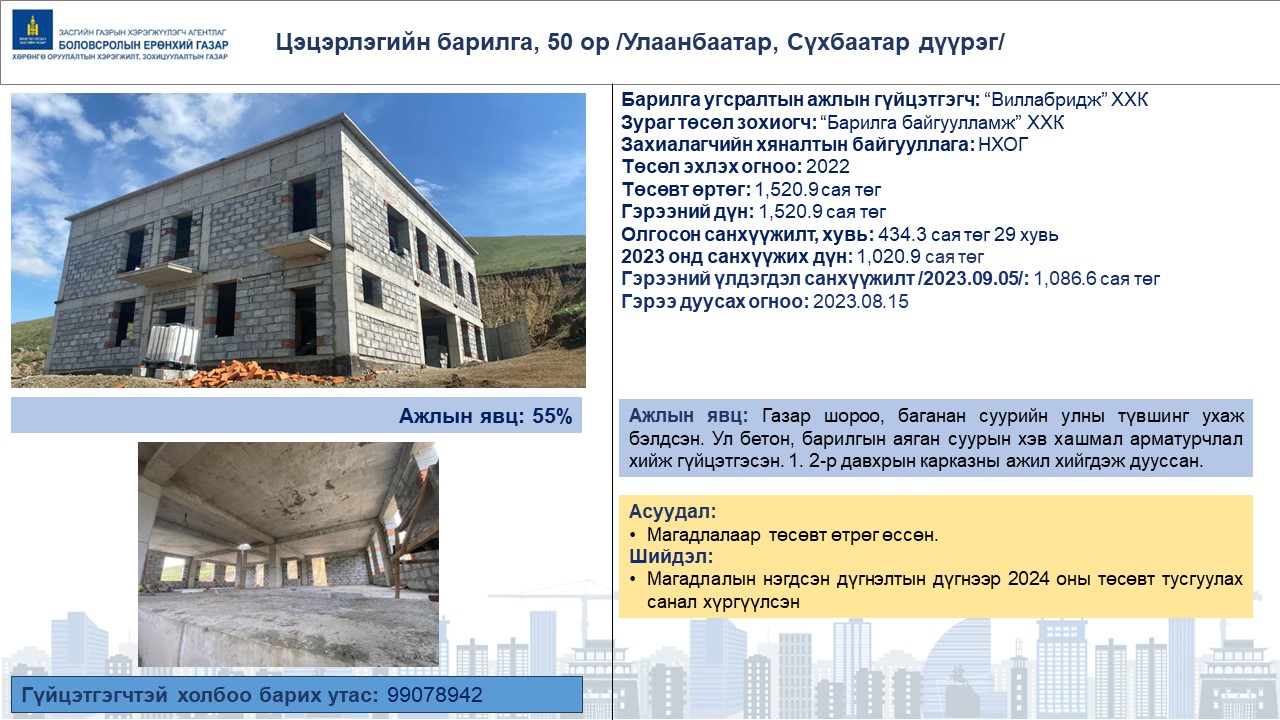 ЗАСГИЙН ГАЗРЫН ХЭРЭГЖҮҮЛЭГЧ АГЕНТЛАГ
БОЛОВСРОЛЫН ЕРӨНХИЙ ГАЗАР
ХӨРӨНГӨ ОРУУЛАЛТЫН ХЭРЭГЖИЛТ, ЗОХИЦУУЛАЛТЫН ГАЗАР
Цэцэрлэгийн барилга, 50 ор /Улаанбаатар, Сүхбаатар дүүрэг/
Барилга угсралтын ажлын гүйцэтгэгч: “Виллабридж” ХХК
Зураг төсөл зохиогч: “Барилга байгууламж” ХХК
Захиалагчийн хяналтын байгууллага: НХОГ
Төсөл эхлэх огноо: 2022
Төсөвт өртөг: 1,520.9 сая төг
Гэрээний дүн: 1,520.9 сая төг
Олгосон санхүүжилт, хувь: 434.3 сая төг 29 хувь
2023 онд санхүүжих дүн: 1,020.9 сая төг
Гэрээний үлдэгдэл санхүүжилт /2023.09.05/: 1,086.6 сая төг
Гэрээ дуусах огноо: 2023.08.15
Ажлын явц: 55%
Ажлын явц: Газар шороо, баганан суурийн улны түвшинг ухаж
бэлдсэн. Ул бетон, барилгын аяган суурын хэв хашмал арматурчлал
хийж гүйцэтгэсэн. 1. 2-р давхрын карказны ажил хийгдэж дууссан.
Асуудал:
• Магадлалаар төсөвт өтрөг өссөн.
Шийдэл:
• Магадлалын нэгдсэн дүгнэлтын дүгнээр 2024 оны төсөвт тусгуулах
санал хүргүүлсэн
Гүйцэтгэгчтэй холбоо барих утас: 99078942